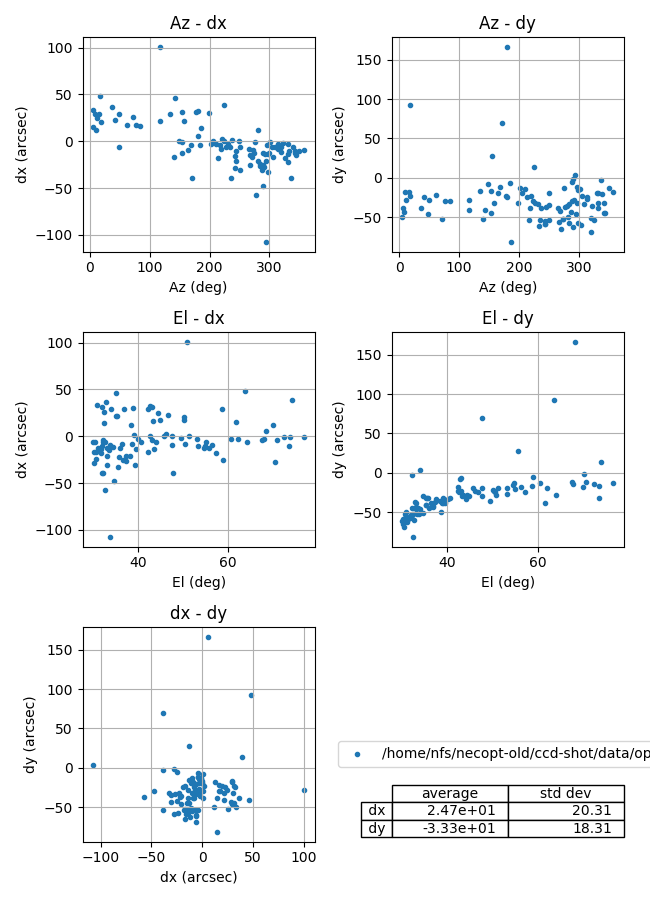 Az - dx
dx (arcsec)
100
50
0
−50
−100
0 100 200 300
Az (deg)
Az - dy
dy (arcsec)
150
100
50
0
−50
0 100 200 300
Az (deg)
El - dx
dx (arcsec)
100
50
0
−50
−100
40 60
El (deg)
El - dy
dy (arcsec)
150
100
50
0
−50
40 60
El (deg)
dx - dy
dy (arcsec)
150
100
50
0
−50
−100 −50 0 50 100
dx (arcsec)
/home/nfs/necopt-old/ccd-shot/data/op
average std dev
dx 2.47e+01 20.31
dy -3.33e+01 18.31